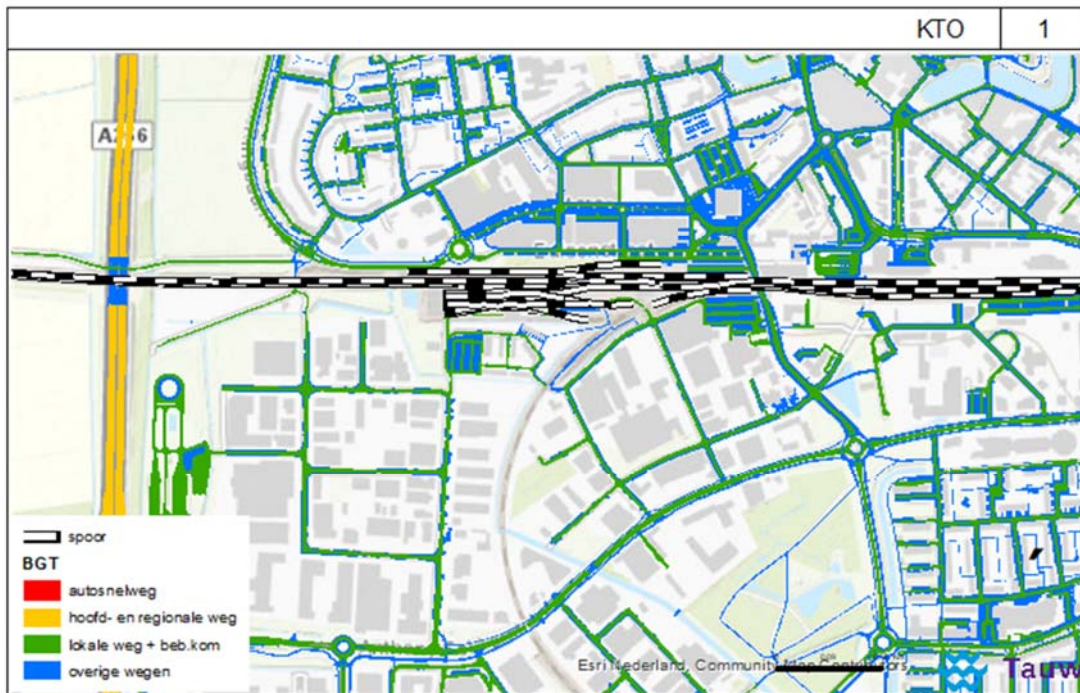 KTO 1
spoor
BGT
autosnelweg
hoofd- en regionale weg
lokale weg + beb.kom
overige wegen
Esri Nederland, Community Map Contributors
Tauw